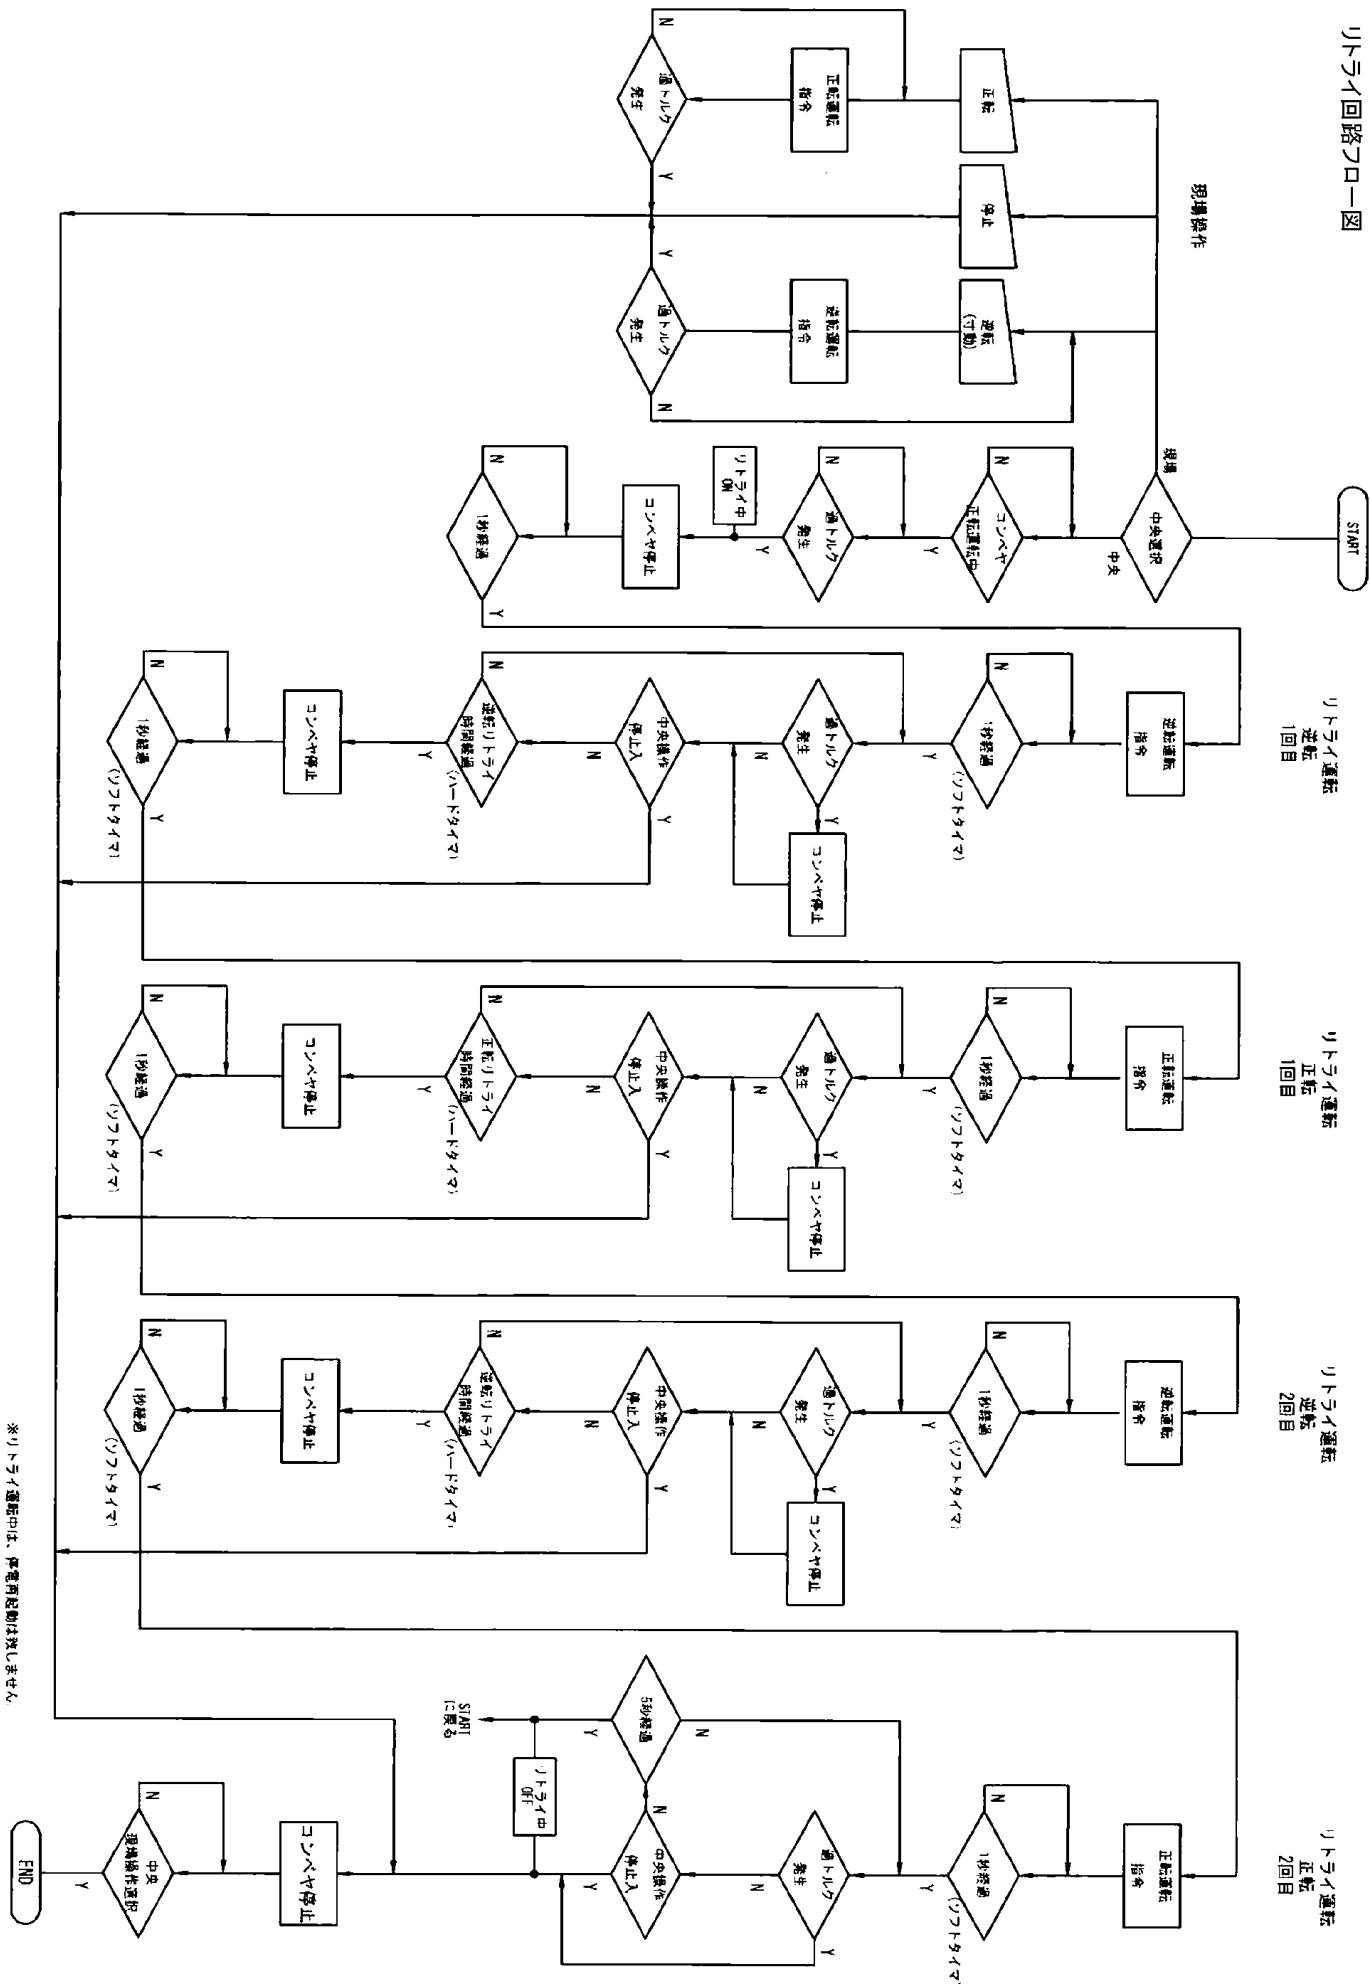 リトライ回路フロー図
現場操作
正転
停止
逆転
(寸動)
正転運転
指令
逆転運転
指令
過トルク
発生
N
Y
過トルク
発生
Y
N
START
中央選択
現場
中央
コンベヤ
正転運転中
N
Y
過トルク
発生
N
Y
リトライ中
ON
コンベヤ停止
1秒経過
N
Y
リトライ運転
逆転
1回目
逆転運転
指令
1秒経過
N
Y
(ソフトタイマ)
過トルク
発生
Y
N
コンベヤ停止
中央操作
停止入
N
Y
逆転リトライ
時間経過
N
Y
(ハードタイマ)
コンベヤ停止
1秒経過
N
Y
(ソフトタイマ)
リトライ運転
正転
1回目
正転運転
指令
1秒経過
N
Y
(ソフトタイマ)
過トルク
発生
Y
N
コンベヤ停止
中央操作
停止入
N
Y
正転リトライ
時間経過
N
Y
(ハードタイマ)
コンベヤ停止
1秒経過
N
Y
(ソフトタイマ)
リトライ運転
逆転
2回目
逆転運転
指令
1秒経過
N
Y
(ソフトタイマ)
過トルク
発生
Y
N
コンベヤ停止
中央操作
停止入
N
Y
逆転リトライ
時間経過
N
Y
(ハードタイマ)
コンベヤ停止
1秒経過
N
Y
(ソフトタイマ)
リトライ運転
正転
2回目
正転運転
指令
1秒経過
N
Y
(ソフトタイマ)
過トルク
発生
N
Y
中央操作
停止入
N
Y
5秒経過
N
Y
リトライ中
OFF
START
に戻る
コンベヤ停止
中央
現場操作選択
N
Y
END
※リトライ運転中は、停電再起動は致しません。